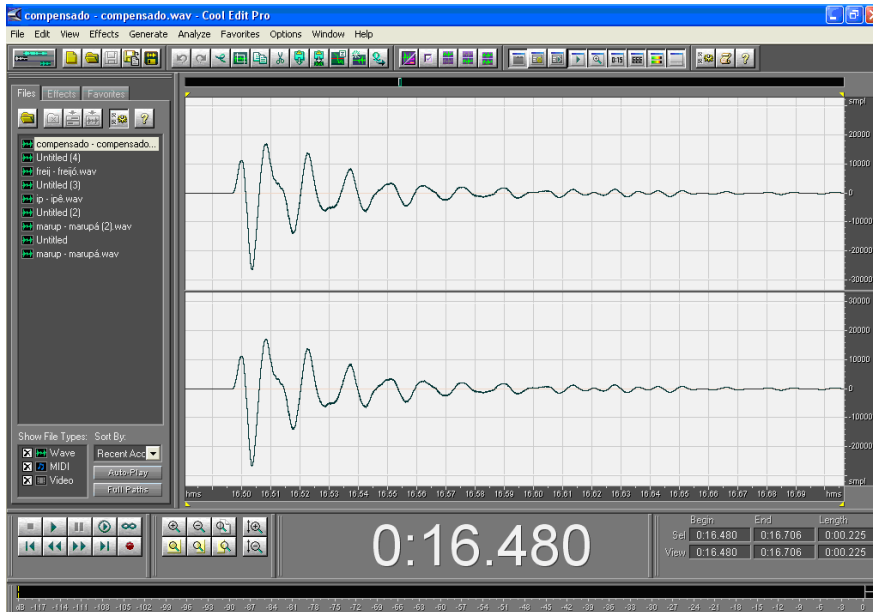 compensado - compensado.wav - Cool Edit Pro
File Edit View Effects Generate Analyze Favorites Options Window Help
Files Effects Favorites
compensado - compensado...
Untitled (4)
freij - freijó.wav
Untitled (3)
ip - ipê.wav
Untitled (2)
marup - marupá (2).wav
Untitled
marup - marupá.wav
Show File Types: Sort By:
Wave Recent Acc
MIDI Auto-Play
Video Full Paths
smpl
20000
10000
0
-10000
-20000
-30000
30000
20000
10000
0
-10000
-20000
smpl
hms 16.50 16.51 16.52 16.53 16.54 16.55 16.56 16.57 16.58 16.59 16.60 16.61 16.62 16.63 16.64 16.65 16.66 16.67 16.68 16.69 hms
0:16.480
Begin End Length
Sel 0:16.480 0:16.706 0:00.225
View 0:16.480 0:16.706 0:00.225
dB -117 -114 -111 -108 -105 -102 -99 -96 -93 -90 -87 -84 -81 -78 -75 -72 -69 -66 -63 -60 -57 -54 -51 -48 -45 -42 -39 -36 -33 -30 -27 -24 -21 -18 -15 -12 -9 -6 -3 0